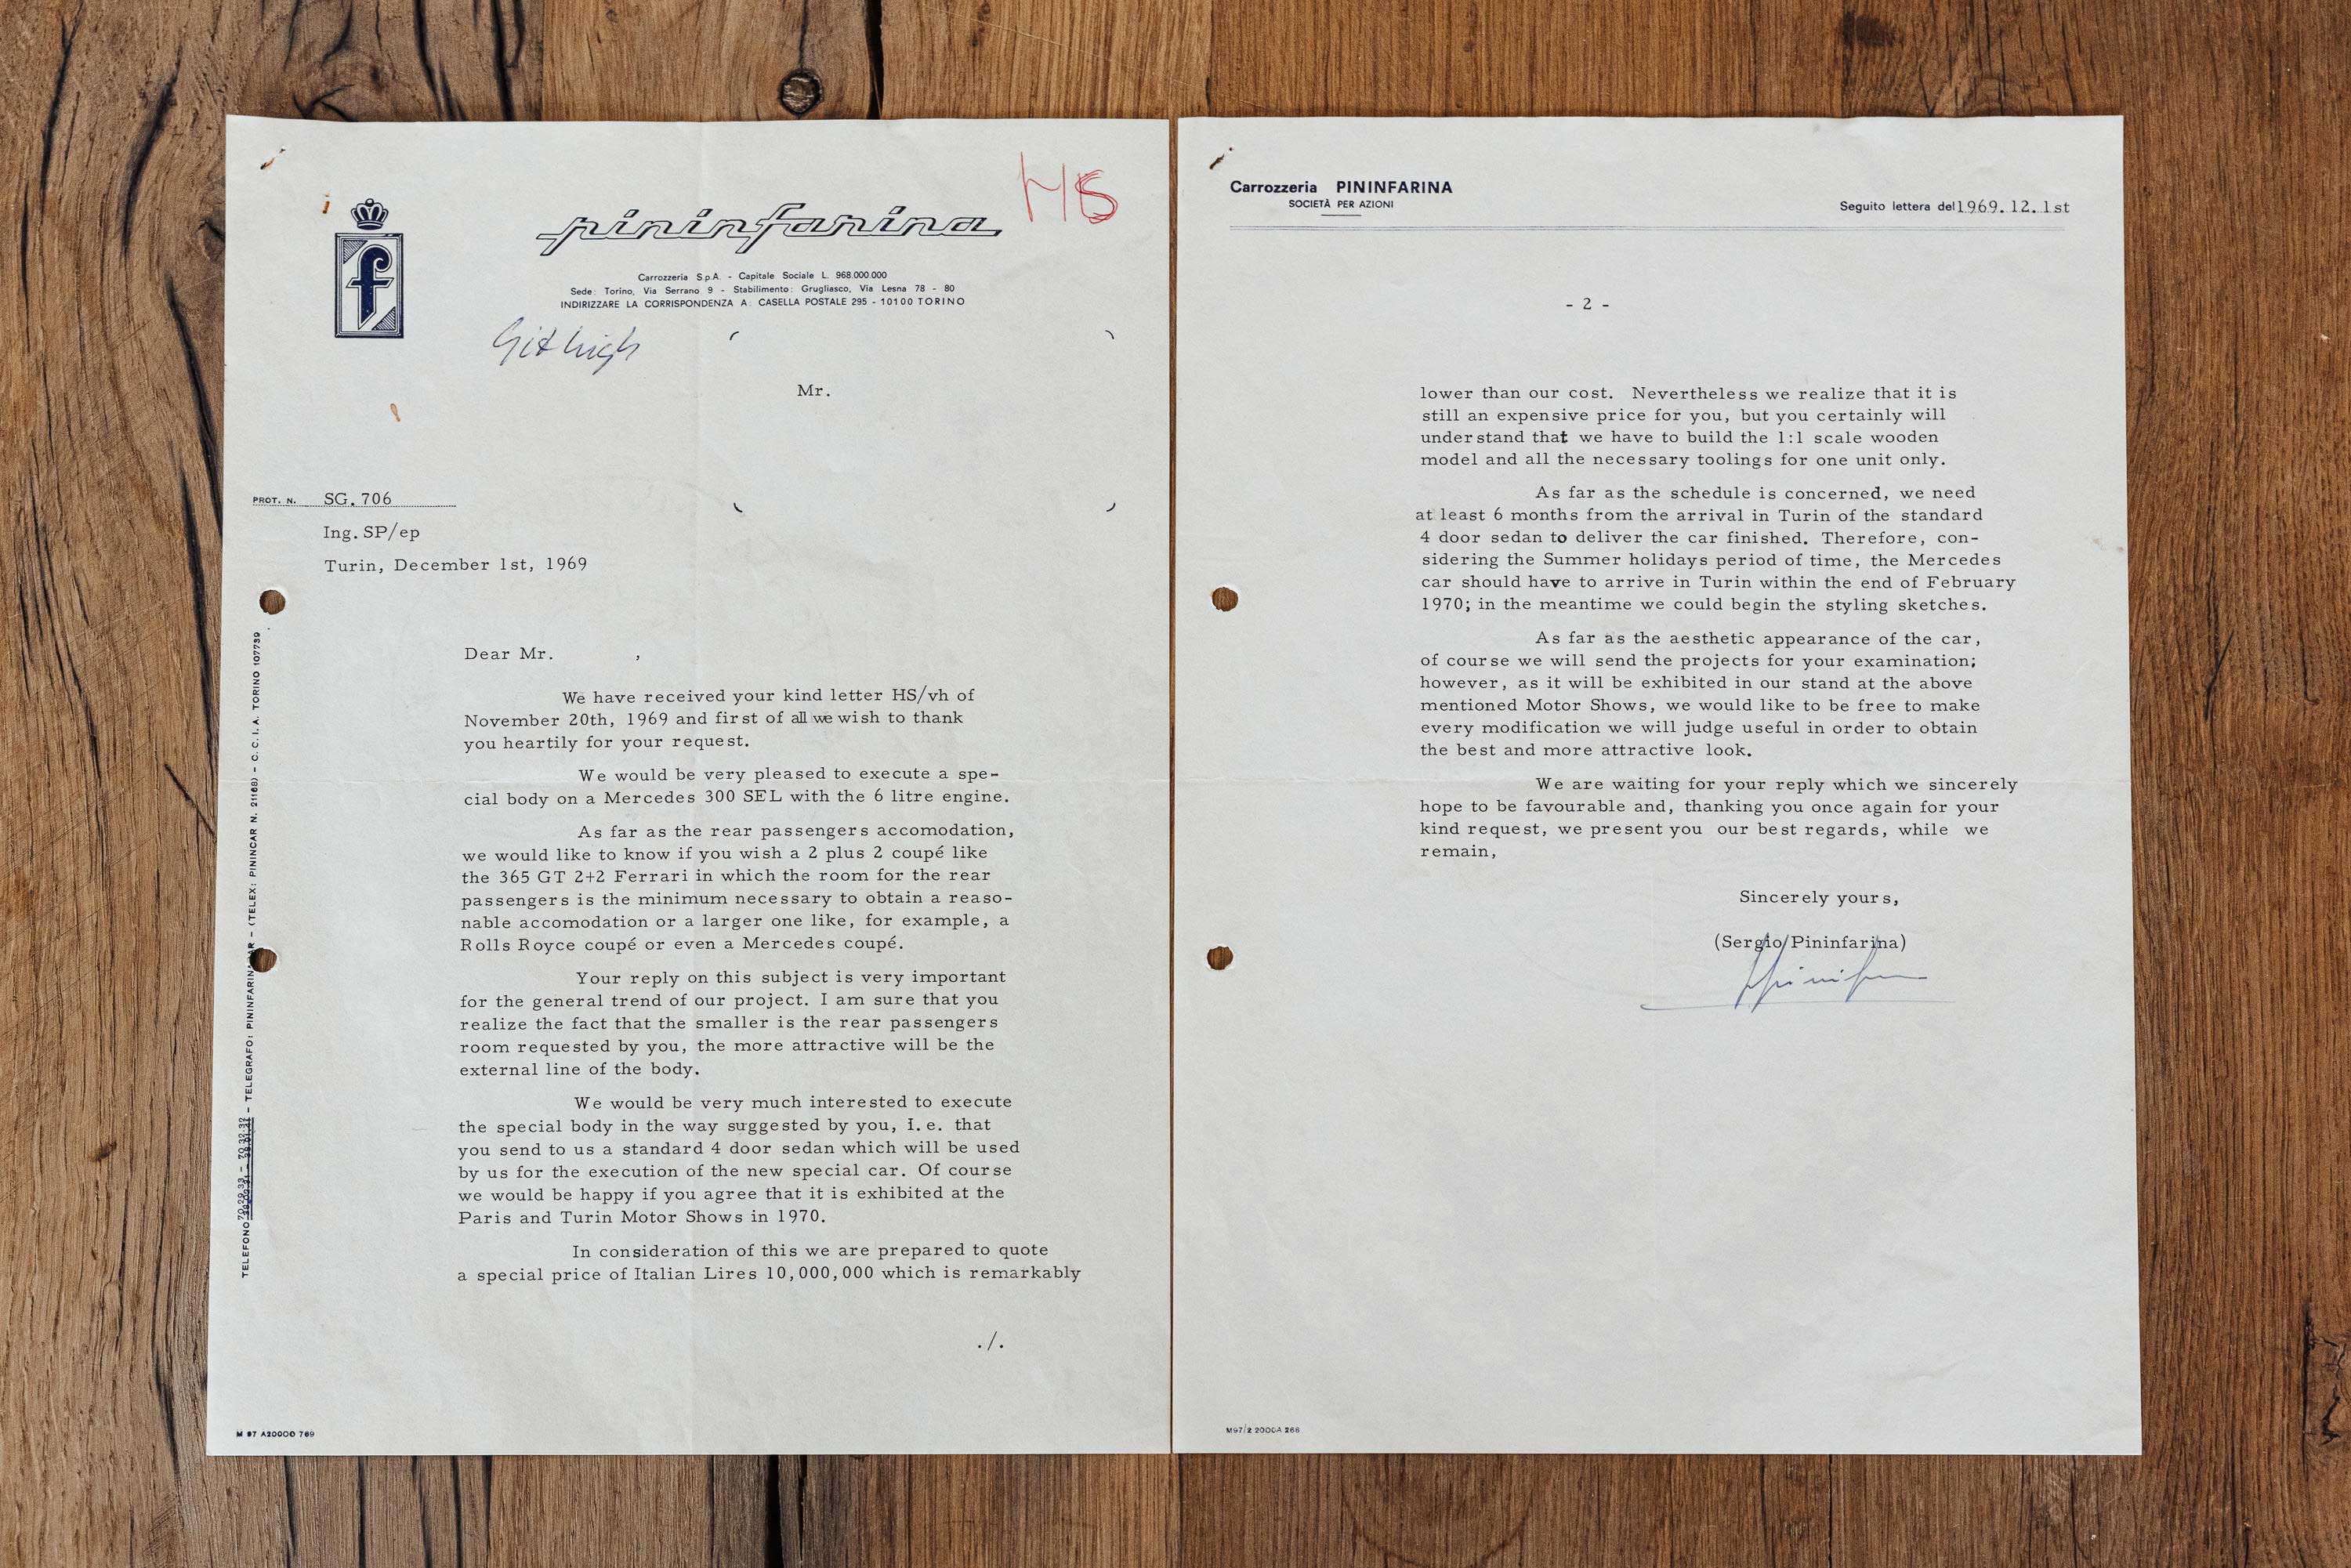 HS
pininfarina
f
Carrozzeria S.p.A. - Capitale Sociale L. 968.000.000
Sede: Torino, Via Serrano 9 - Stabilimento: Grugliasco, Via Lesna 78 - 80
INDIRIZZARE LA CORRISPONDENZA A: CASELLA POSTALE 295 - 10100 TORINO
Mr.
PROT. N. SG. 706
Ing. SP/ep
Turin, December 1st, 1969
Dear Mr. ,
We have received your kind letter HS/vh of
November 20th, 1969 and first of all we wish to thank
you heartily for your request.
We would be very pleased to execute a spe-
cial body on a Mercedes 300 SEL with the 6 litre engine.
As far as the rear passengers accomodation,
we would like to know if you wish a 2 plus 2 coupé like
the 365 GT 2+2 Ferrari in which the room for the rear
passengers is the minimum necessary to obtain a reaso-
nable accomodation or a larger one like, for example, a
Rolls Royce coupé or even a Mercedes coupé.
Your reply on this subject is very important
for the general trend of our project. I am sure that you
realize the fact that the smaller is the rear passengers
room requested by you, the more attractive will be the
external line of the body.
We would be very much interested to execute
the special body in the way suggested by you, I. e. that
you send to us a standard 4 door sedan which will be used
by us for the execution of the new special car. Of course
we would be happy if you agree that it is exhibited at the
Paris and Turin Motor Shows in 1970.
In consideration of this we are prepared to quote
a special price of Italian Lires 10,000,000 which is remarkably
./.
TELEFONO 70.29.33 - 70.32.32 - TELEGRAFO: PININFARINA - (TELEX: PININCAR N. 21168) - C. C. I. A. TORINO 107739
M 97 A20000 769
Carrozzeria PININFARINA
SOCIETÀ PER AZIONI
Seguito lettera del 1969. 12. 1st
- 2 -
lower than our cost. Nevertheless we realize that it is
still an expensive price for you, but you certainly will
understand that we have to build the 1:1 scale wooden
model and all the necessary toolings for one unit only.
As far as the schedule is concerned, we need
at least 6 months from the arrival in Turin of the standard
4 door sedan to deliver the car finished. Therefore, con-
sidering the Summer holidays period of time, the Mercedes
car should have to arrive in Turin within the end of February
1970; in the meantime we could begin the styling sketches.
As far as the aesthetic appearance of the car,
of course we will send the projects for your examination;
however, as it will be exhibited in our stand at the above
mentioned Motor Shows, we would like to be free to make
every modification we will judge useful in order to obtain
the best and more attractive look.
We are waiting for your reply which we sincerely
hope to be favourable and, thanking you once again for your
kind request, we present you our best regards, while we
remain,
Sincerely yours,
(Sergio Pininfarina)
M97/2 2000A 268